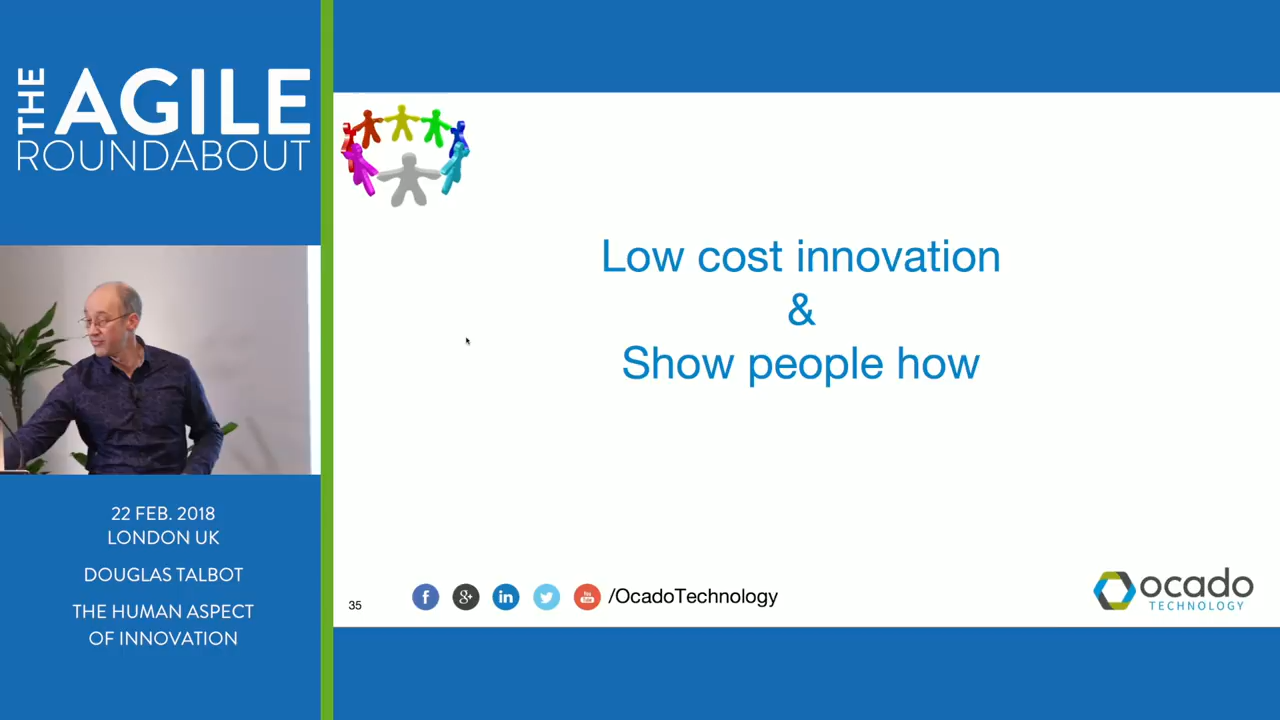 THE AGILE
ROUNDABOUT
22 FEB. 2018
LONDON UK
DOUGLAS TALBOT
THE HUMAN ASPECT
OF INNOVATION
Low cost innovation
&
Show people how
35
/OcadoTechnology
ocado
TECHNOLOGY